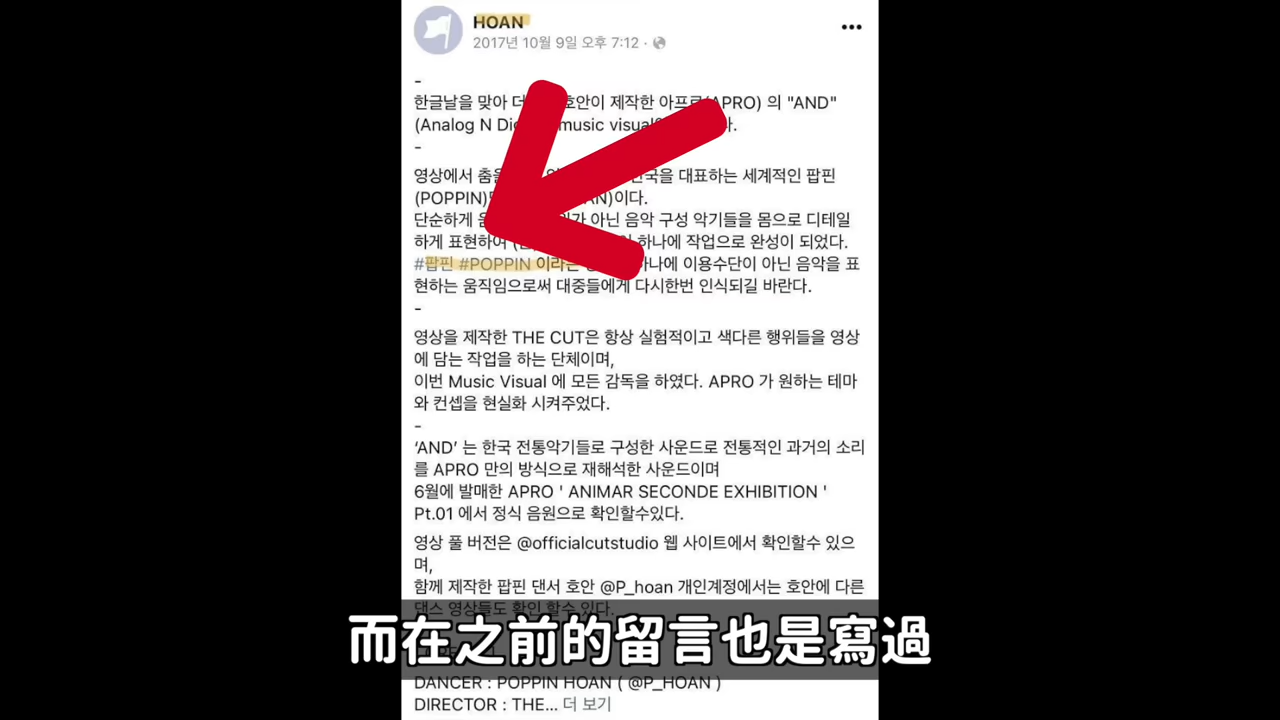 HOAN
2017년 10월 9일 오후 7:12
-
한글날을 맞아 호안이 제작한 아프로(APRO) 의 "AND"
(Analog N music
-
영상에서 대표하는 세계적인 팝핀
(POPPIN)
단순하게 아닌 음악 구성 악기들을 몸으로 디테일
하게 표현하여 하나에 작업으로 완성이 되었다.
#팝핀 #POPPIN 이라는 하나에 이용수단이 아닌 음악을 표
현하는 움직임으로써 대중들에게 다시한번 인식되길 바란다.
-
영상을 제작한 THE CUT은 항상 실험적이고 색다른 행위들을 영상
에 담는 작업을 하는 단체이며,
이번 Music Visual 에 모든 감독을 하였다. APRO 가 원하는 테마
와 컨셉을 현실화 시켜주었다.
-
‘AND’ 는 한국 전통악기들로 구성한 사운드로 전통적인 과거의 소리
를 APRO 만의 방식으로 재해석한 사운드이며
6월에 발매한 APRO ' ANIMAR SECONDE EXHIBITION '
Pt.01 에서 정식 음원으로 확인할수있다.
영상 풀 버전은 @officialcutstudio 웹 사이트에서 확인할수 있으
며,
함께 제작한 팝핀 댄서 호안 @P_hoan 개인계정에서는 호안에 다른
댄스 영상들도 확인 할수 있다.
而在之前的留言也是寫過
DANCER : POPPIN HOAN ( @P_HOAN )
DIRECTOR : THE... 더 보기